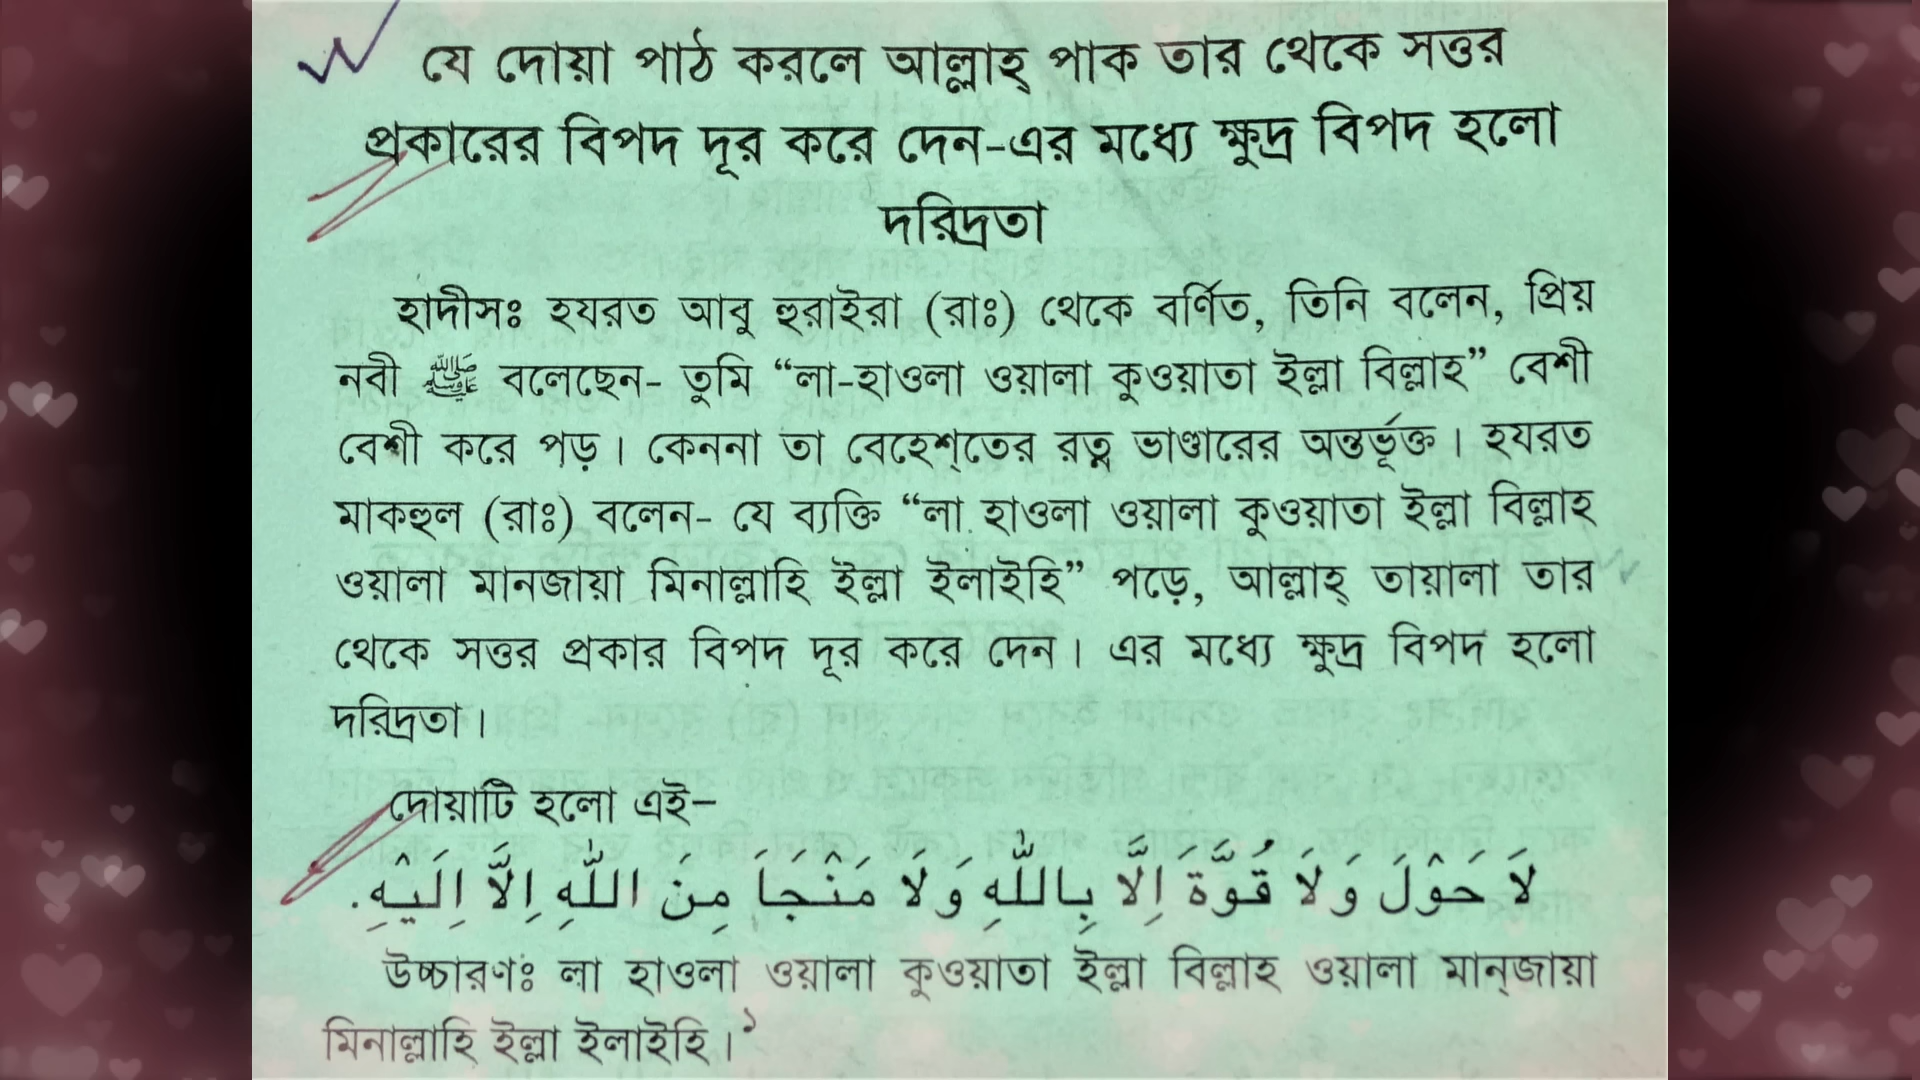 যে দোয়া পাঠ করলে আল্লাহ্ পাক তার থেকে সত্তর
প্রকারের বিপদ দূর করে দেন-এর মধ্যে ক্ষুদ্র বিপদ হলো
দরিদ্রতা
হাদীসঃ হযরত আবু হুরাইরা (রাঃ) থেকে বর্ণিত, তিনি বলেন, প্রিয়
নবী ﷺ বলেছেন- তুমি “লা-হাওলা ওয়ালা কুওয়াতা ইল্লা বিল্লাহ” বেশী
বেশী করে পড়। কেননা তা বেহেশ্‌তের রত্ন ভাণ্ডারের অন্তর্ভূক্ত। হযরত
মাকহুল (রাঃ) বলেন- যে ব্যক্তি “লা হাওলা ওয়ালা কুওয়াতা ইল্লা বিল্লাহ
ওয়ালা মানজায়া মিনাল্লাহি ইল্লা ইলাইহি” পড়ে, আল্লাহ্ তায়ালা তার
থেকে সত্তর প্রকার বিপদ দূর করে দেন। এর মধ্যে ক্ষুদ্র বিপদ হলো
দরিদ্রতা।
দোয়াটি হলো এই–
لَا حَوْلَ وَلَا قُوَّةَ اِلَّا بِاللّٰهِ وَلَا مَنْجَاَ مِنَ اللّٰهِ اِلَّا اِلَيْهِ.
উচ্চারণঃ লা হাওলা ওয়ালা কুওয়াতা ইল্লা বিল্লাহ ওয়ালা মান্‌জায়া
মিনাল্লাহি ইল্লা ইলাইহি।১